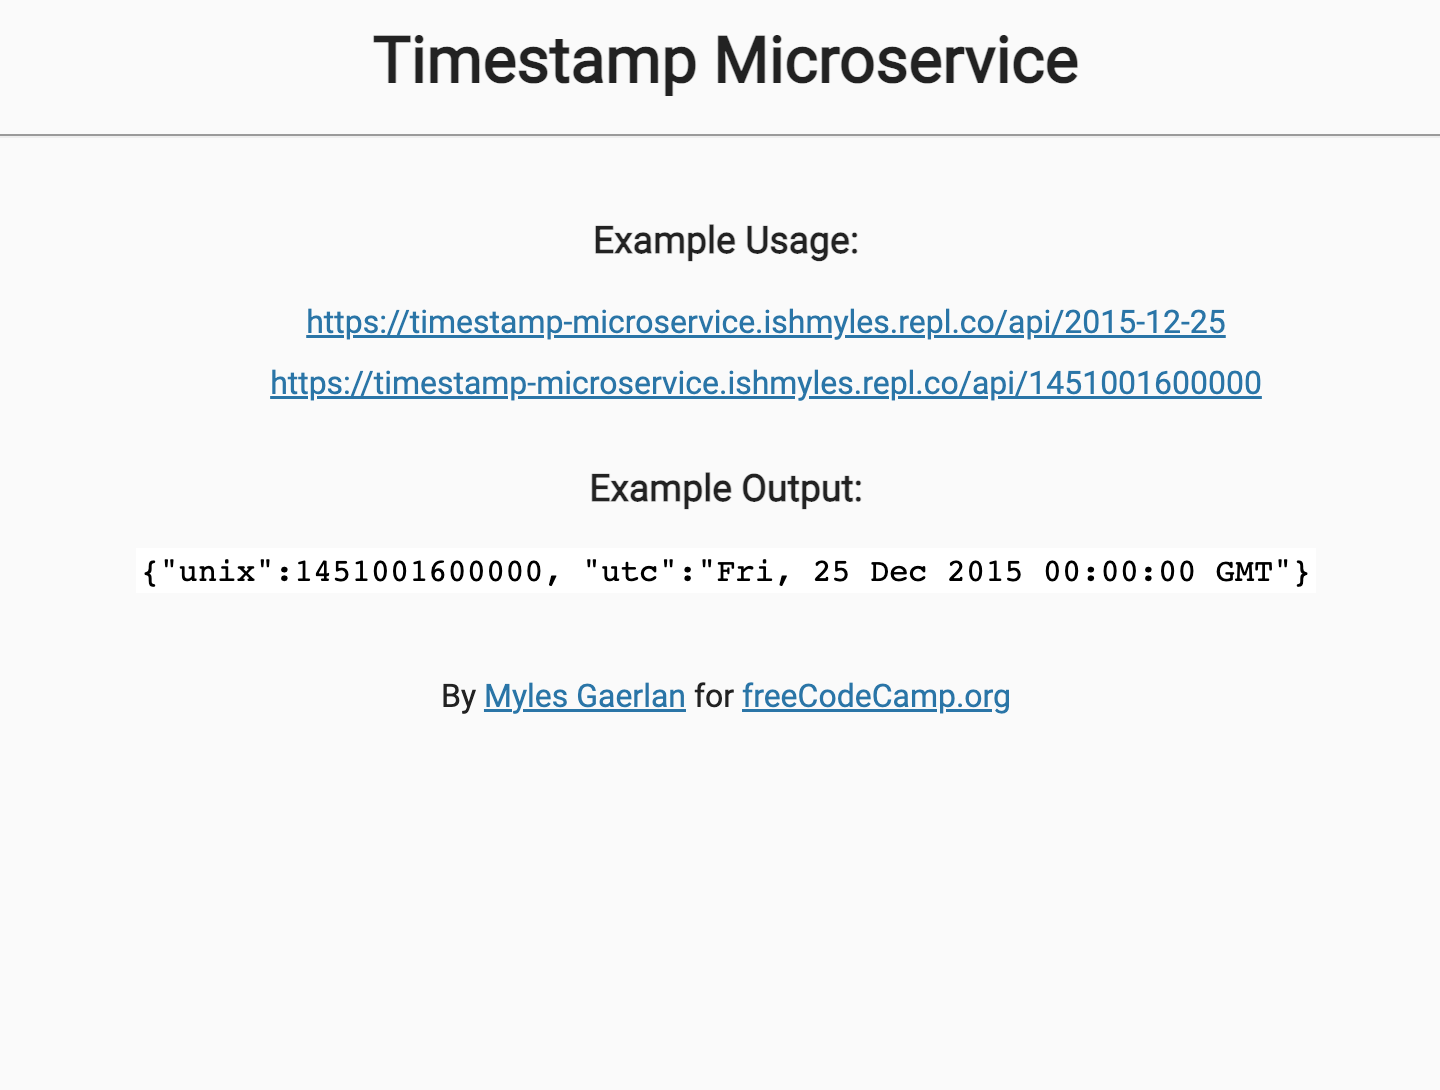 Timestamp Microservice
Example Usage:
https://timestamp-microservice.ishmyles.repl.co/api/2015-12-25
https://timestamp-microservice.ishmyles.repl.co/api/1451001600000
Example Output:
{"unix":1451001600000, "utc":"Fri, 25 Dec 2015 00:00:00 GMT"}
By Myles Gaerlan for freeCodeCamp.org